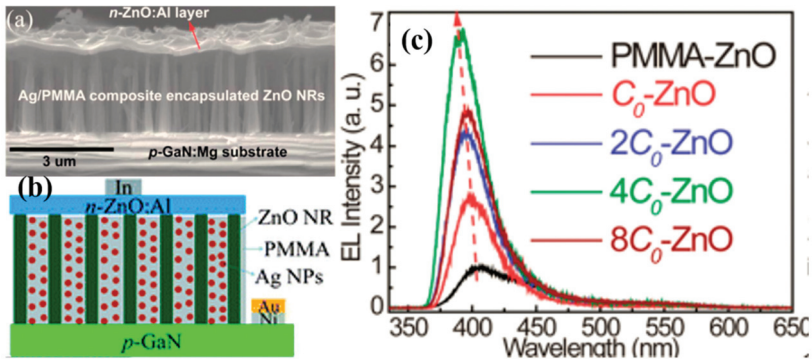 (a)
n-ZnO:Al layer
Ag/PMMA composite encapsulated ZnO NRs
3 um
p-GaN:Mg substrate
(b)
In
n-ZnO:Al
ZnO NR
PMMA
Ag NPs
Au
Ni
p-GaN
(c)
EL Intensity (a. u.)
7
6
5
4
3
2
1
0
PMMA-ZnO
C0-ZnO
2C0-ZnO
4C0-ZnO
8C0-ZnO
350 400 450 500 550 600 650
Wavelength (nm)